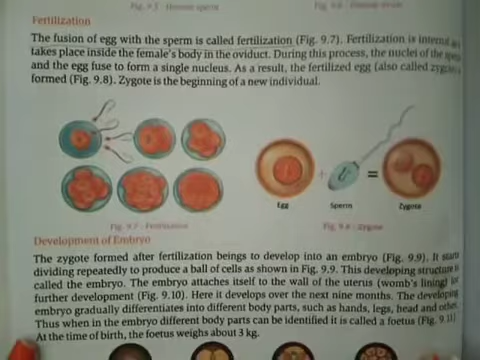 Fig. 9.5 Human sperm
Fertilization
The fusion of egg with the sperm is called fertilization (Fig. 9.7). Fertilization is internal
takes place inside the female's body in the oviduct. During this process, the nuclei of the sperm
and the egg fuse to form a single nucleus. As a result, the fertilized egg (also called zygote)
formed (Fig. 9.8). Zygote is the beginning of a new individual.
Egg + Sperm = Zygote
Fig. 9.7 - Fertilization
Fig. 9.8 - Zygote
Development of Embryo
The zygote formed after fertilization beings to develop into an embryo (Fig. 9.9). It starts
dividing repeatedly to produce a ball of cells as shown in Fig. 9.9. This developing structure is
called the embryo. The embryo attaches itself to the wall of the uterus (womb's lining) for
further development (Fig. 9.10). Here it develops over the next nine months. The developing
embryo gradually differentiates into different body parts, such as hands, legs, head and other.
Thus when in the embryo different body parts can be identified it is called a foetus (Fig. 9.11)
At the time of birth, the foetus weighs about 3 kg.